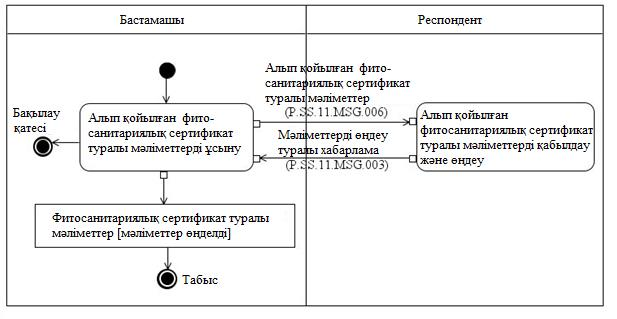 Бастамашы
Респондент
Алып қойылған фито-
санитариялық сертификат
туралы мәліметтер
(P.SS.11.MSG.006)
Бақылау
қатесі
Алып қойылған фито-
санитариялық сертификат
туралы мәліметтерді ұсыну
Мәліметтерді өңдеу
туралы хабарлама
(P.SS.11.MSG.003)
Алып қойылған
фитосанитариялық сертификат
туралы мәліметтерді қабылдау
және өңдеу
Фитосанитариялық сертификат туралы
мәліметтер [мәліметтер өңделді]
Табыс